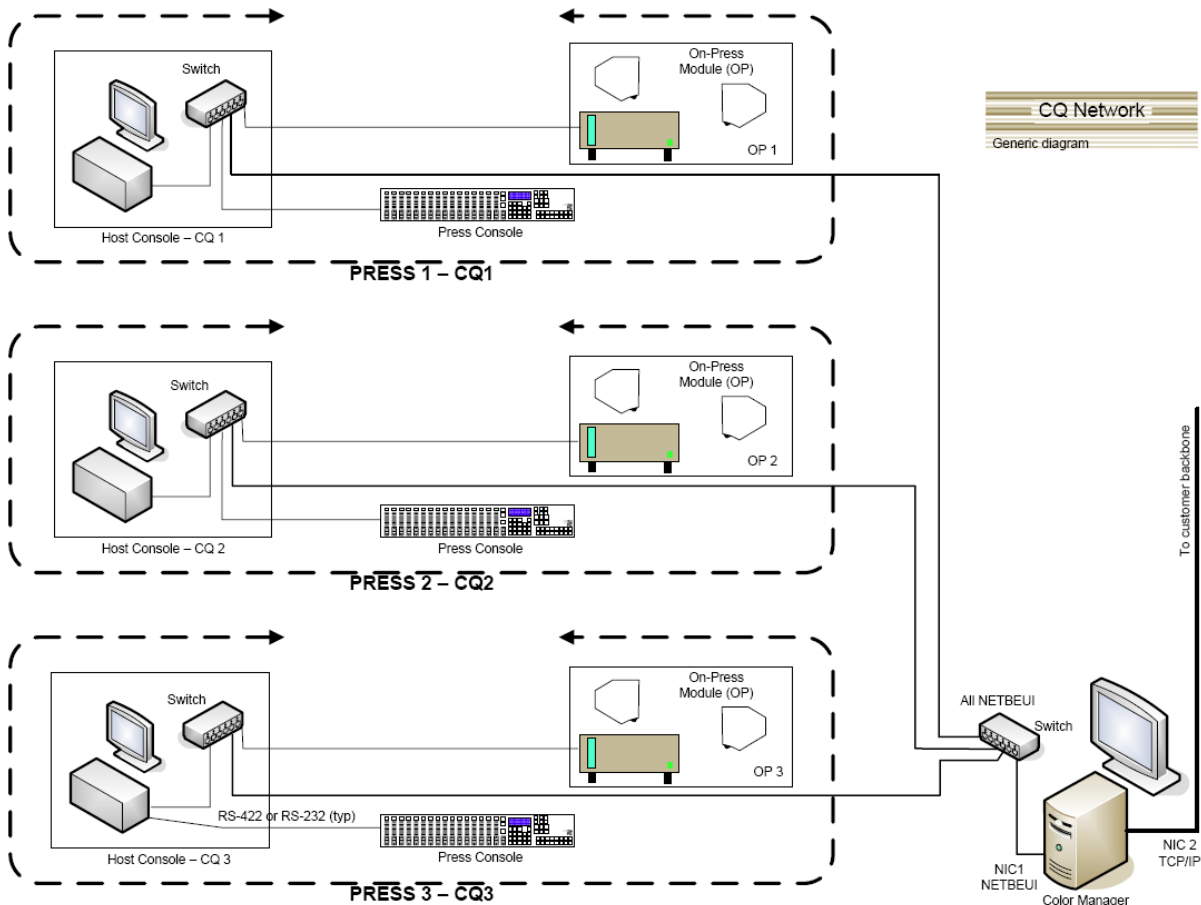 Switch
On-Press
Module (OP)
OP 1
Host Console – CQ 1
Press Console
PRESS 1 – CQ1
CQ Network
Generic diagram
Switch
On-Press
Module (OP)
OP 2
Host Console – CQ 2
Press Console
PRESS 2 – CQ2
To customer backbone
Switch
On-Press
Module (OP)
OP 3
RS-422 or RS-232 (typ)
Host Console – CQ 3
Press Console
PRESS 3 – CQ3
All NETBEUI
Switch
NIC1
NETBEUI
NIC 2
TCP/IP
Color Manager